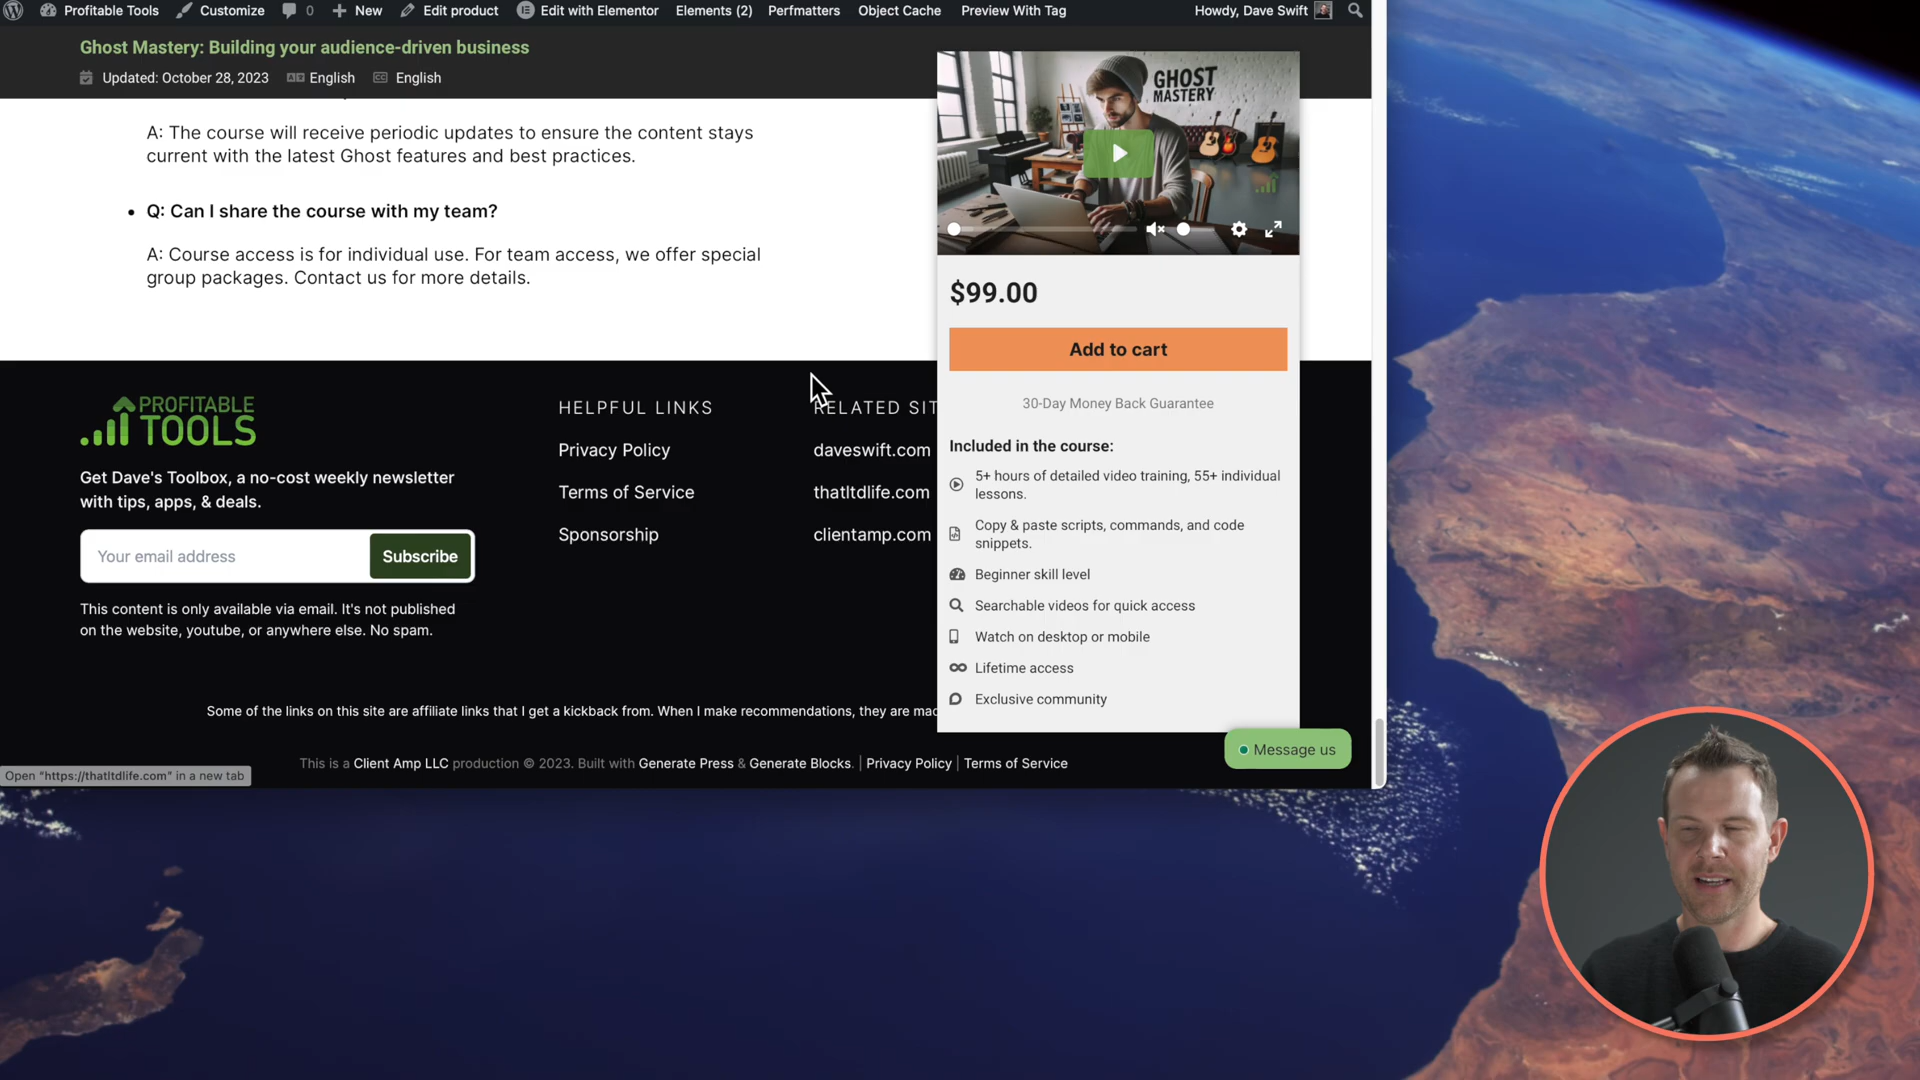 Profitable Tools Customize 0 New Edit product Edit with Elementor Elements (2) Perfmatters Object Cache Preview With Tag Howdy, Dave Swift
Ghost Mastery: Building your audience-driven business
Updated: October 28, 2023 English CC English
A: The course will receive periodic updates to ensure the content stays
current with the latest Ghost features and best practices.
• Q: Can I share the course with my team?
A: Course access is for individual use. For team access, we offer special
group packages. Contact us for more details.
GHOST
MASTERY
$99.00
Add to cart
30-Day Money Back Guarantee
Included in the course:
5+ hours of detailed video training, 55+ individual
lessons.
Copy & paste scripts, commands, and code
snippets.
Beginner skill level
Searchable videos for quick access
Watch on desktop or mobile
Lifetime access
Exclusive community
Message us
PROFITABLE
TOOLS
Get Dave's Toolbox, a no-cost weekly newsletter
with tips, apps, & deals.
Your email address Subscribe
This content is only available via email. It's not published
on the website, youtube, or anywhere else. No spam.
HELPFUL LINKS
Privacy Policy
Terms of Service
Sponsorship
RELATED SIT
daveswift.com
thatltdlife.com
clientamp.com
Some of the links on this site are affiliate links that I get a kickback from. When I make recommendations, they are mad
This is a Client Amp LLC production © 2023. Built with Generate Press & Generate Blocks. | Privacy Policy | Terms of Service
Open "https://thatltdlife.com" in a new tab